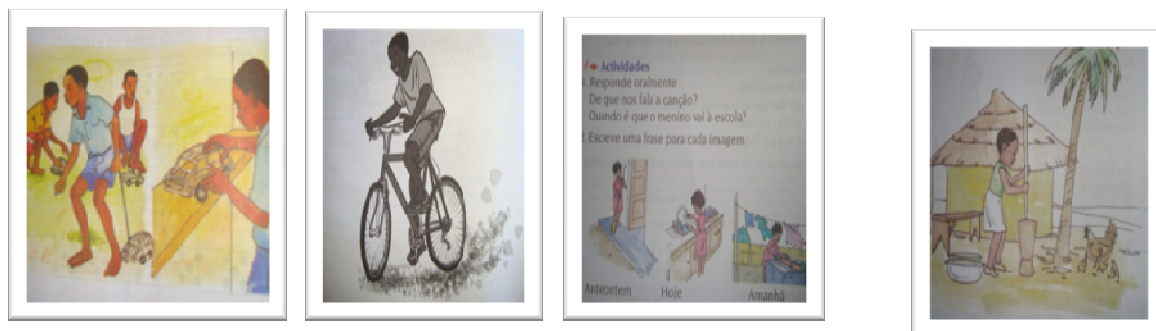 Actividades
1. Responde oralmente
De que nos fala a canção?
Quando é que o menino vai à escola?
2. Escreve uma frase para cada imagem
Anteontem Hoje Amanhã